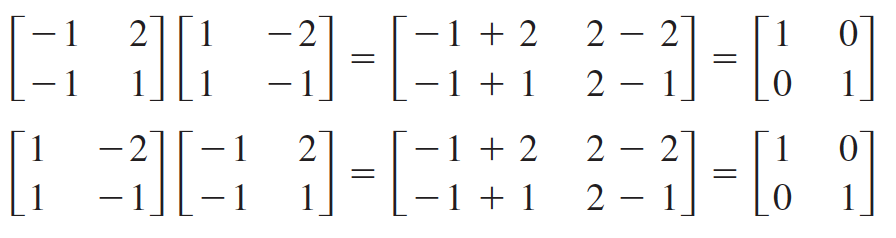 [ −1 2 ] [ 1 −2 ] = [ −1 + 2 2 − 2 ] = [ 1 0 ]
[ −1 1 ] [ 1 −1 ] [ −1 + 1 2 − 1 ] [ 0 1 ]
[ 1 −2 ] [ −1 2 ] = [ −1 + 2 2 − 2 ] = [ 1 0 ]
[ 1 −1 ] [ −1 1 ] [ −1 + 1 2 − 1 ] [ 0 1 ]